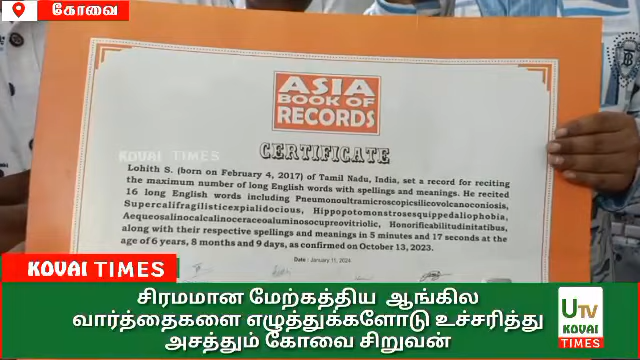 கோவை
ASIA
BOOK OF
RECORDS
KOVAI TIMES
CERTIFICATE
Lohith S. (born on February 4, 2017) of Tamil Nadu, India, set a record for reciting
the maximum number of long English words with spellings and meanings. He recited
16 long English words including Pneumonoultramicroscopicsilicovolcanoconiosis,
Supercalifragilisticexpialidocious, Hippopotomonstrosesquippedaliophobia,
Aequeosalinocalcalinoceraceoaluminosocupreovitriolic, Honorificabilitudinitatibus,
along with their respective spellings and meanings in 5 minutes and 17 seconds at the
age of 6 years, 8 months and 9 days, as confirmed on October 13, 2023.
Date : January 11, 2024
KOVAI TIMES
சிரமமான மேற்கத்திய ஆங்கில
வார்த்தைகளை எழுத்துக்களோடு உச்சரித்து
அசத்தும் கோவை சிறுவன்
UTV
KOVAI
TIMES